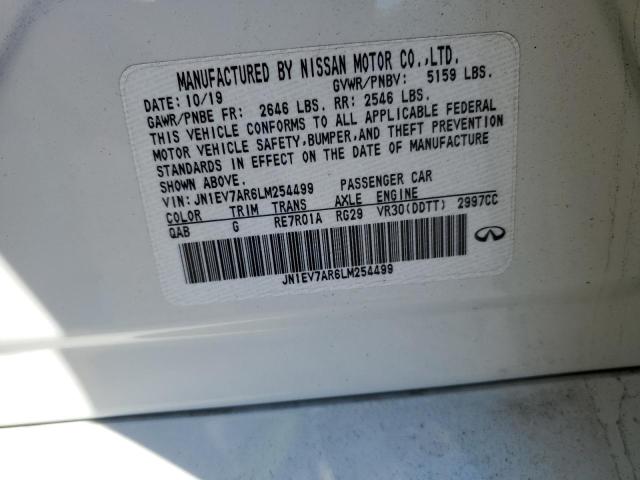 MANUFACTURED BY NISSAN MOTOR CO.,LTD.
DATE: 10/19 GVWR/PNBV: 5159 LBS.
GAWR/PNBE FR: 2646 LBS. RR: 2546 LBS.
THIS VEHICLE CONFORMS TO ALL APPLICABLE FEDERAL
MOTOR VEHICLE SAFETY, BUMPER, AND THEFT PREVENTION
STANDARDS IN EFFECT ON THE DATE OF MANUFACTURE
SHOWN ABOVE.
VIN: JN1EV7AR6LM254499 PASSENGER CAR
COLOR TRIM TRANS AXLE ENGINE
QAB G RE7R01A RG29 VR30(DDTT) 2997CC
JN1EV7AR6LM254499